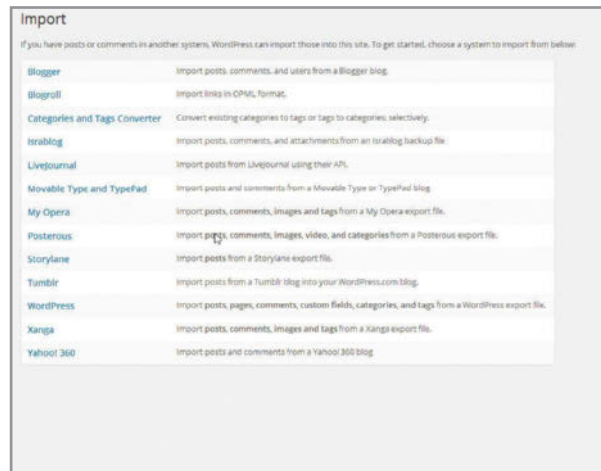 Import
If you have posts or comments in another system, WordPress can import those into this site. To get started, choose a system to import from below:
Blogger Import posts, comments, and users from a Blogger blog.
Blogroll Import links in OPML format.
Categories and Tags Converter Convert existing categories to tags or tags to categories, selectively.
Israblog Import posts, comments, and attachments from an Israblog backup file
LiveJournal Import posts from LiveJournal using their API.
Movable Type and TypePad Import posts and comments from a Movable Type or TypePad blog
My Opera Import posts, comments, images and tags from a My Opera export file.
Posterous Import posts, comments, images, video, and categories from a Posterous export file.
Storylane Import posts from a Storylane export file.
Tumblr Import posts from a Tumblr blog into your WordPress.com blog.
WordPress Import posts, pages, comments, custom fields, categories, and tags from a WordPress export file.
Xanga Import posts, comments, images and tags from a Xanga export file.
Yahoo! 360 Import posts and comments from a Yahoo! 360 blog